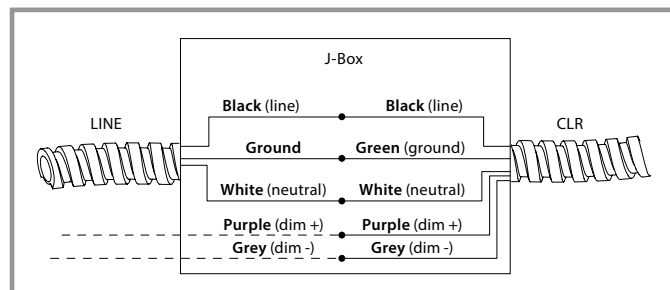 J-Box
LINE
CLR
Black (line) Black (line)
Ground Green (ground)
White (neutral) White (neutral)
Purple (dim +) Purple (dim +)
Grey (dim -) Grey (dim -)